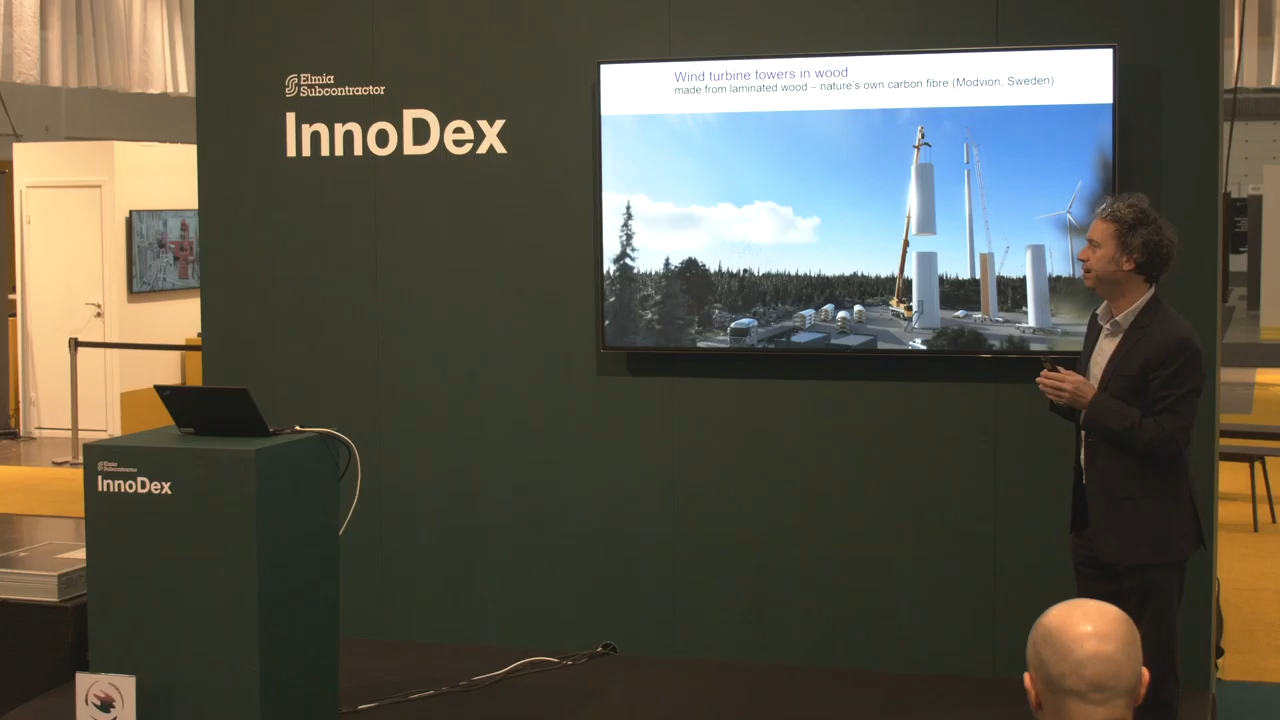 Elmia
Subcontractor
InnoDex
Wind turbine towers in wood
made from laminated wood – nature's own carbon fibre (Modvion, Sweden)
Elmia
Subcontractor
InnoDex